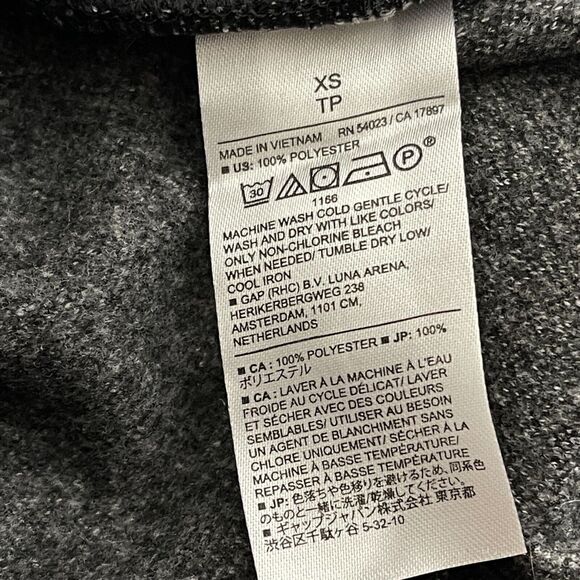 XS
TP
MADE IN VIETNAM RN 54023 / CA 17897
■ US: 100% POLYESTER
30 P ®
1156
MACHINE WASH COLD GENTLE CYCLE/
WASH AND DRY WITH LIKE COLORS/
ONLY NON-CHLORINE BLEACH
WHEN NEEDED/ TUMBLE DRY LOW/
COOL IRON
■ GAP (RHC) B.V. LUNA ARENA,
HERIKERBERGWEG 238
AMSTERDAM, 1101 CM,
NETHERLANDS
■ CA : 100% POLYESTER ■ JP: 100%
ポリエステル
■ CA : LAVER À LA MACHINE À L'EAU
FROIDE AU CYCLE DÉLICAT/ LAVER
ET SÉCHER AVEC DES COULEURS
SEMBLABLES/ UTILISER AU BESOIN
UN AGENT DE BLANCHIMENT SANS
CHLORE UNIQUEMENT/ SÉCHER À LA
MACHINE À BASSE TEMPÉRATURE/
REPASSER À BASSE TEMPÉRATURE
■ JP: 色落ちや色移りを避けるため、同系色
のものと一緒に洗濯/乾燥してください
■ ギャップジャパン株式会社 東京都
渋谷区千駄ヶ谷 5-32-10